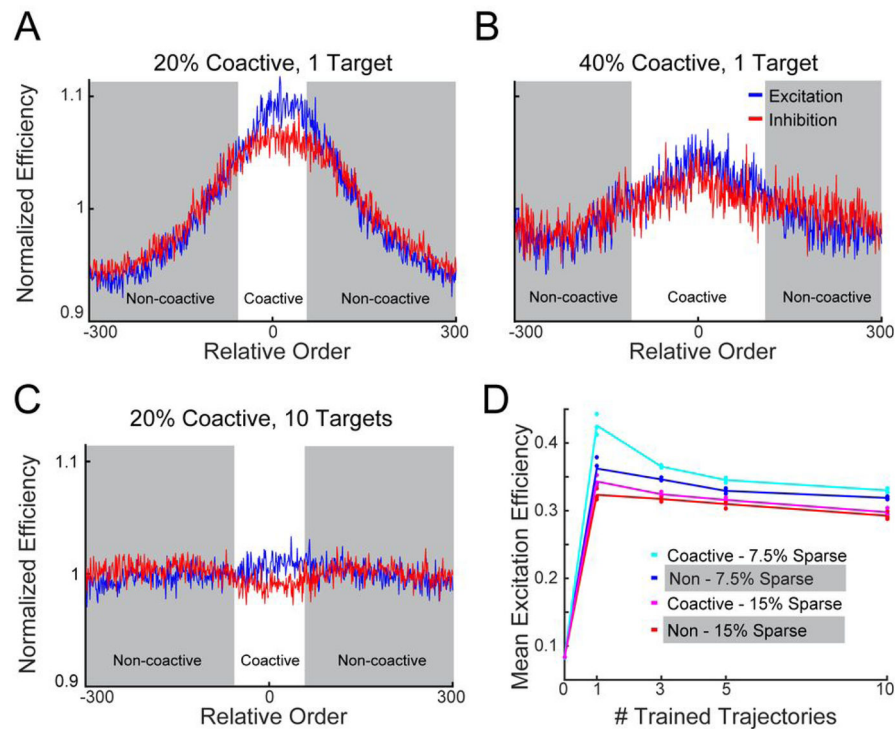 A
20% Coactive, 1 Target
Normalized Efficiency
1.1
1
0.9
Non-coactive
Coactive
Non-coactive
-300
0
300
Relative Order
B
40% Coactive, 1 Target
Excitation
Inhibition
Non-coactive
Coactive
Non-coactive
-300
0
300
Relative Order
C
20% Coactive, 10 Targets
Normalized Efficiency
1.1
1
0.9
Non-coactive
Coactive
Non-coactive
-300
0
300
Relative Order
D
Mean Excitation Efficiency
0.4
0.3
0.2
0.1
Coactive - 7.5% Sparse
Non - 7.5% Sparse
Coactive - 15% Sparse
Non - 15% Sparse
0
1
3
5
10
# Trained Trajectories